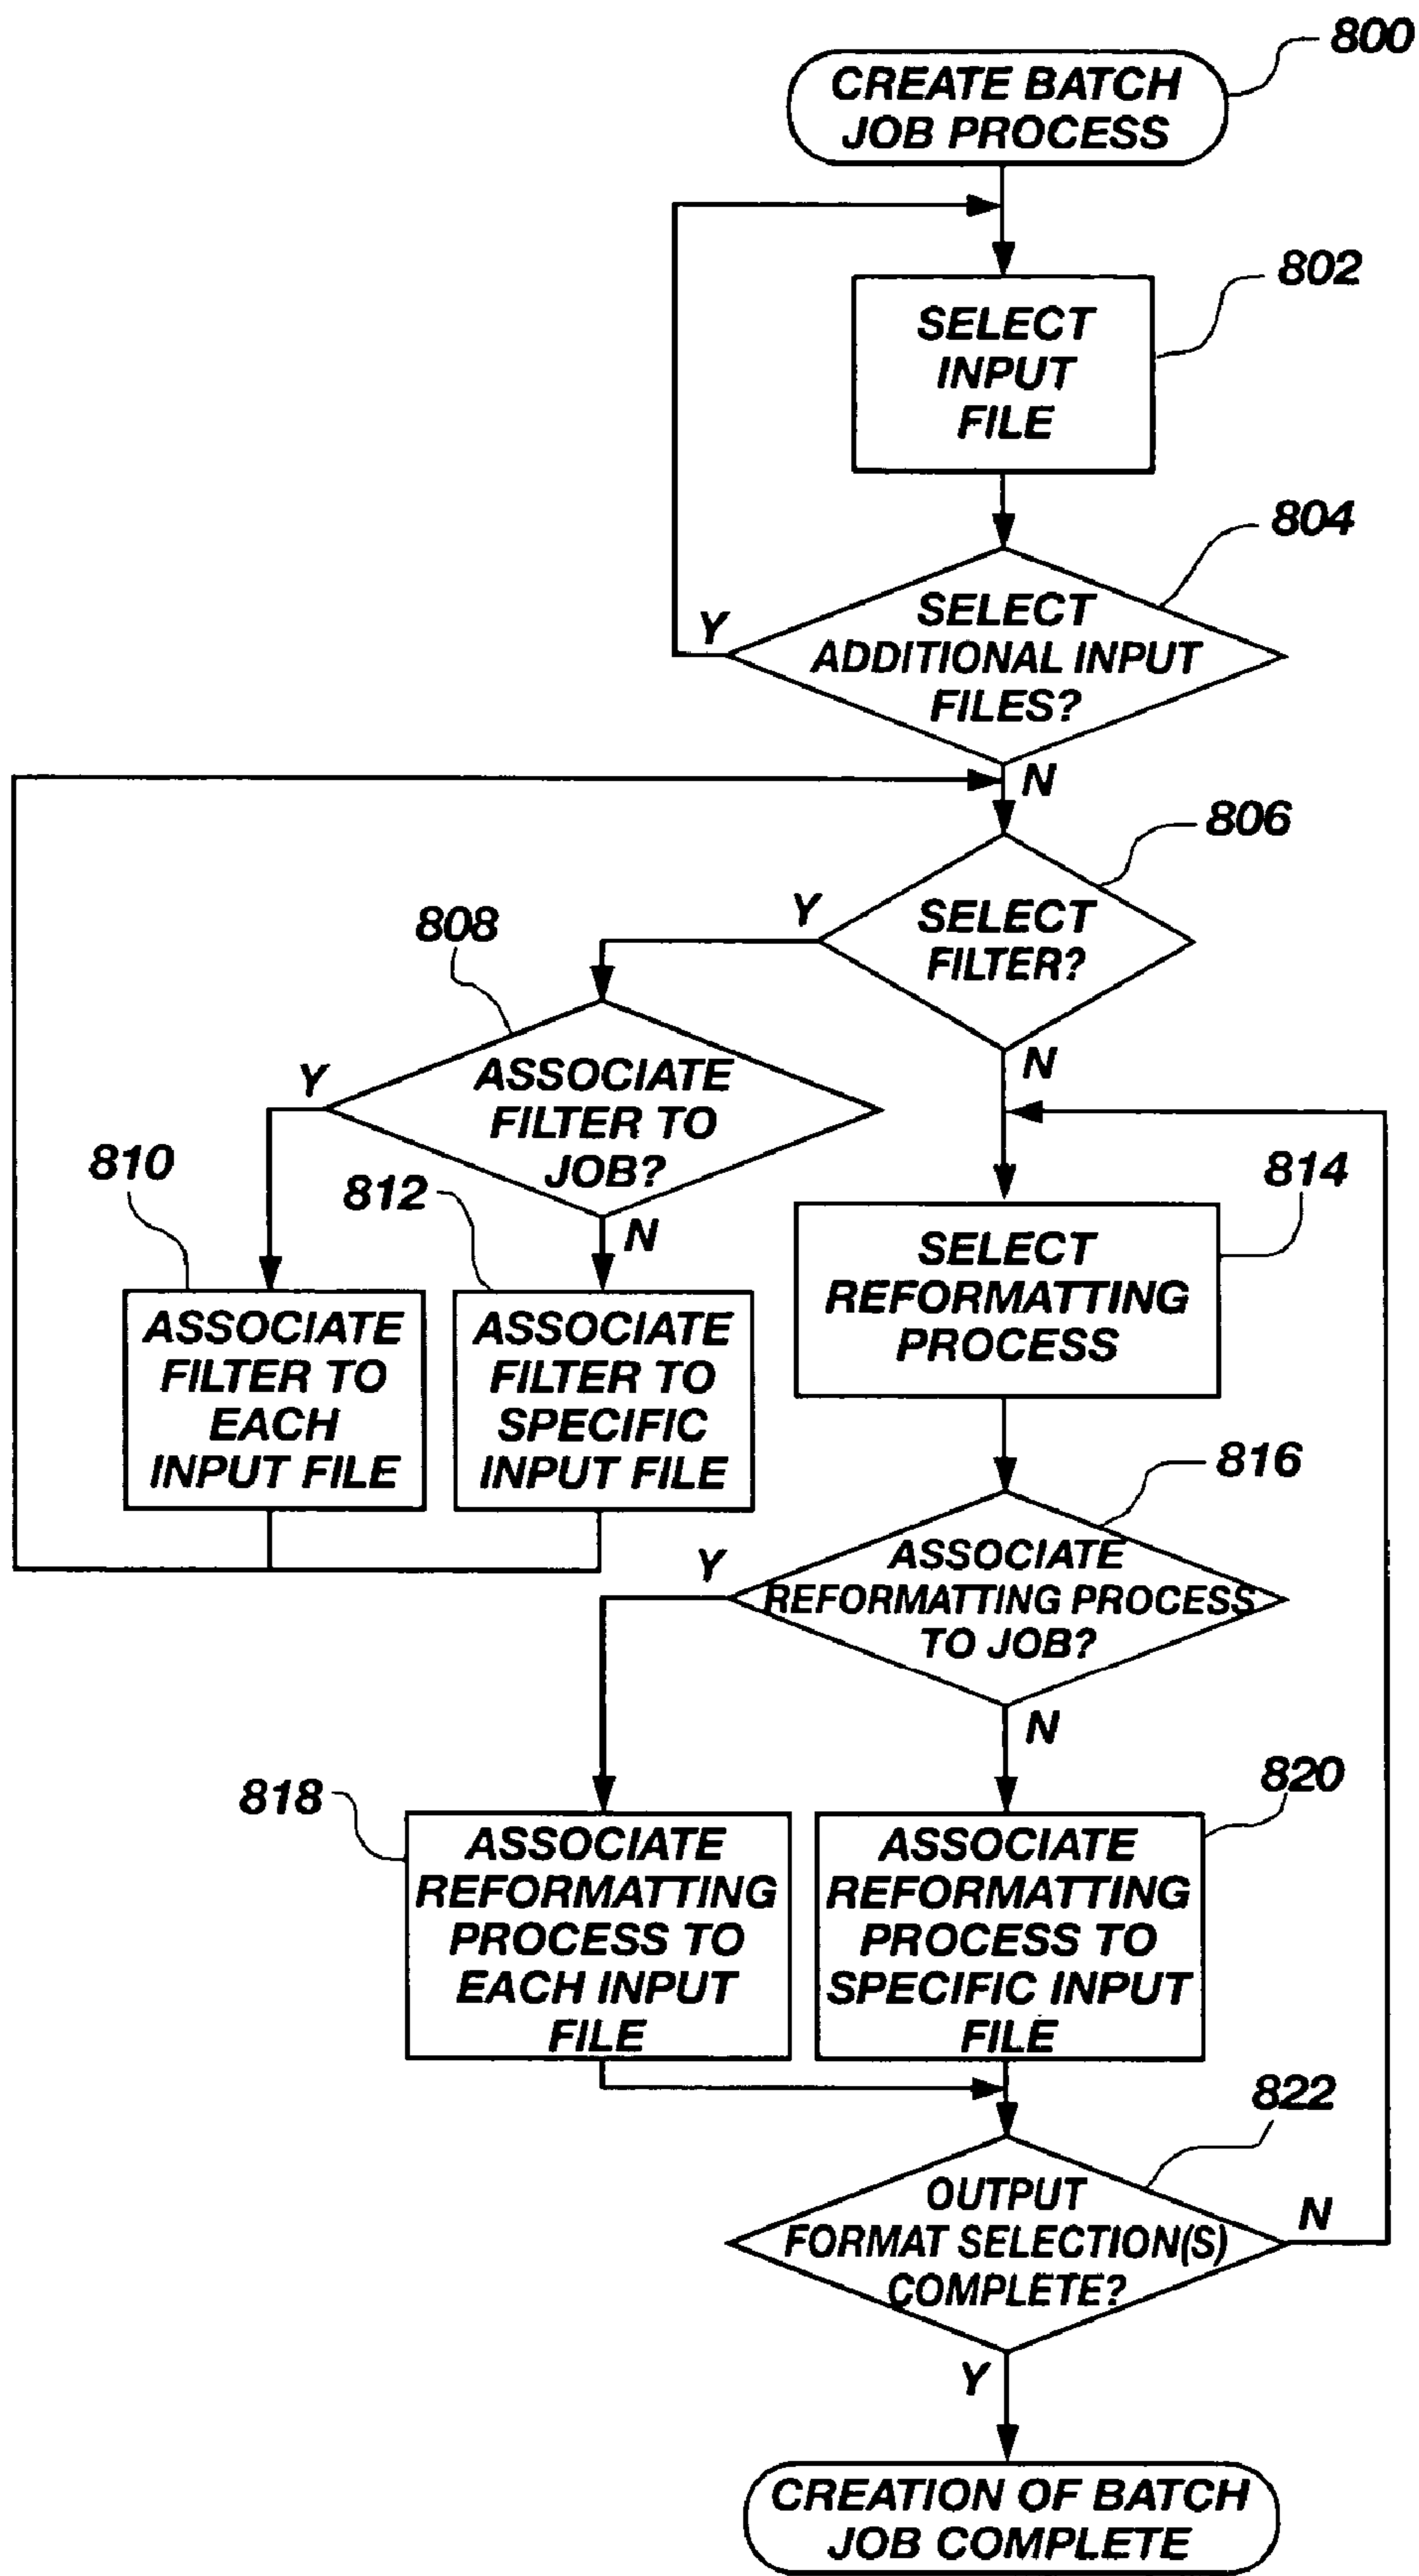 800
CREATE BATCH
JOB PROCESS
802
SELECT
INPUT
FILE
804
SELECT
ADDITIONAL INPUT
FILES?
Y
N
806
SELECT
FILTER?
Y
N
808
ASSOCIATE
FILTER TO
JOB?
Y
N
810
ASSOCIATE
FILTER TO
EACH
INPUT FILE
812
ASSOCIATE
FILTER TO
SPECIFIC
INPUT FILE
814
SELECT
REFORMATTING
PROCESS
816
ASSOCIATE
REFORMATTING PROCESS
TO JOB?
Y
N
818
ASSOCIATE
REFORMATTING
PROCESS TO
EACH INPUT
FILE
820
ASSOCIATE
REFORMATTING
PROCESS TO
SPECIFIC INPUT
FILE
822
OUTPUT
FORMAT SELECTION(S)
COMPLETE?
N
Y
CREATION OF BATCH
JOB COMPLETE